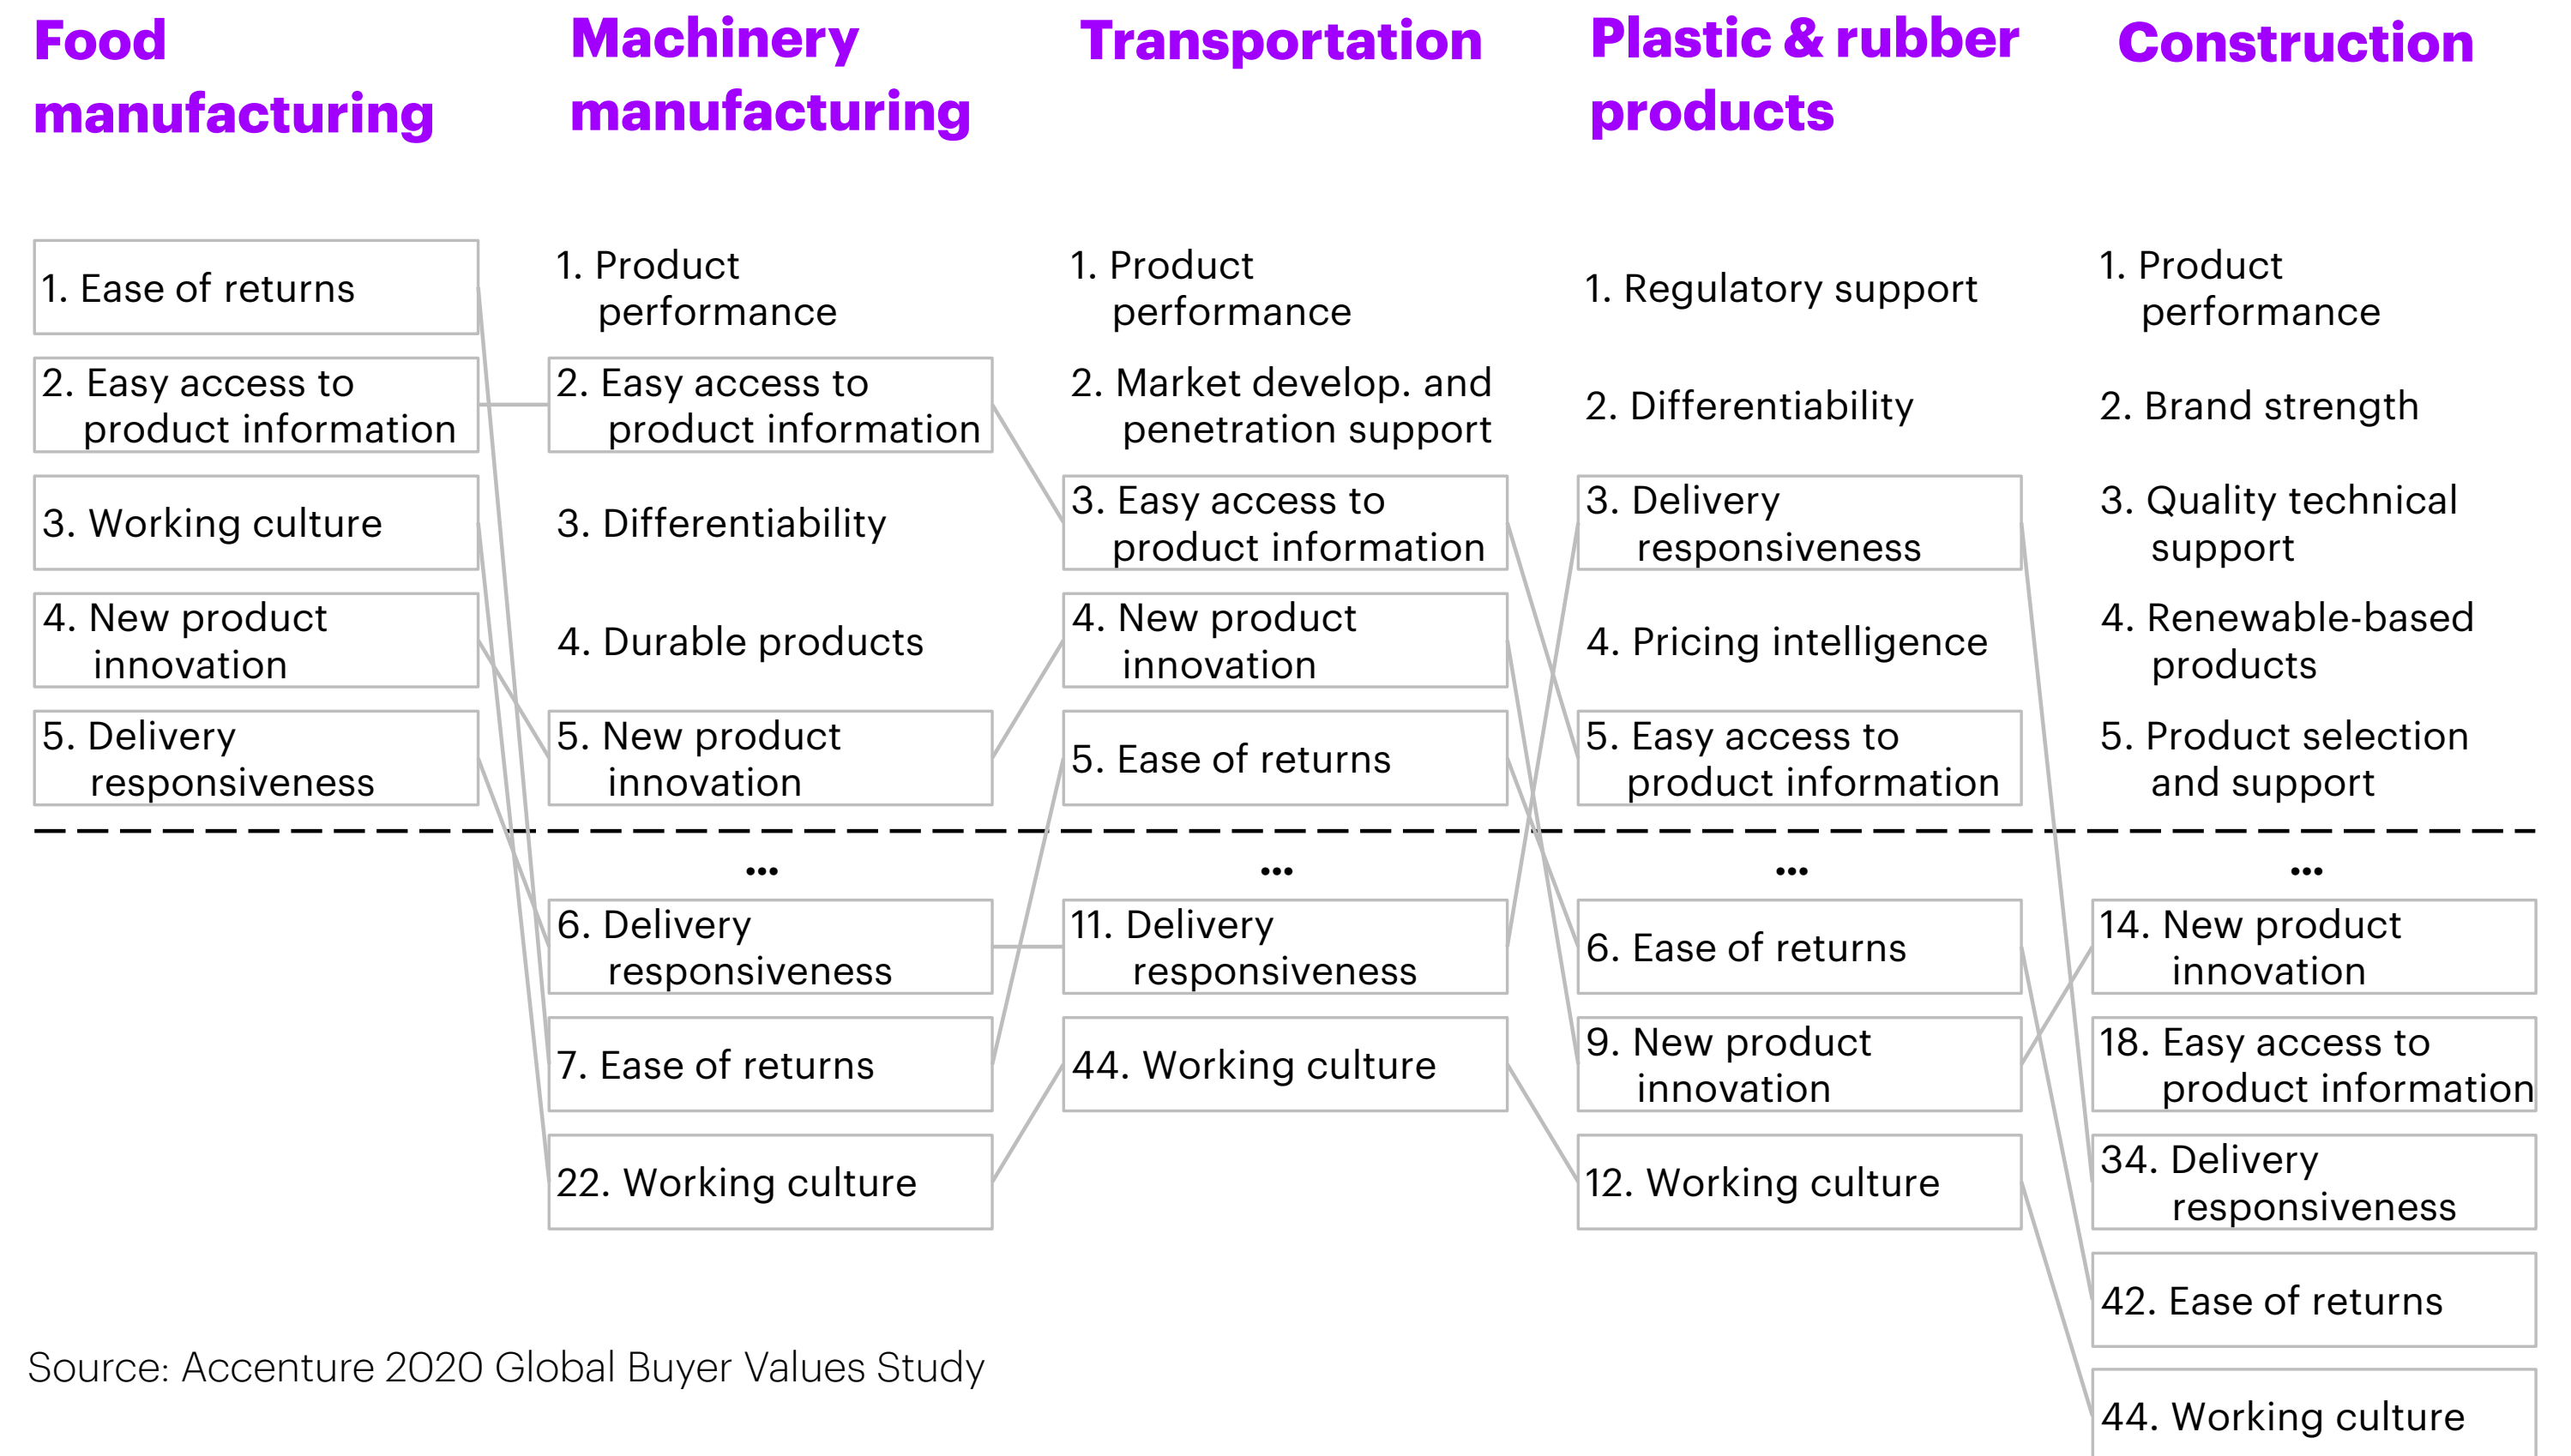 Food
manufacturing
Machinery
manufacturing
Transportation
Plastic & rubber
products
Construction
1. Ease of returns
2. Easy access to
product information
3. Working culture
4. New product
innovation
5. Delivery
responsiveness
1. Product
performance
2. Easy access to
product information
3. Differentiability
4. Durable products
5. New product
innovation
...
6. Delivery
responsiveness
7. Ease of returns
22. Working culture
1. Product
performance
2. Market develop. and
penetration support
3. Easy access to
product information
4. New product
innovation
5. Ease of returns
...
11. Delivery
responsiveness
44. Working culture
1. Regulatory support
2. Differentiability
3. Delivery
responsiveness
4. Pricing intelligence
5. Easy access to
product information
...
6. Ease of returns
9. New product
innovation
12. Working culture
1. Product
performance
2. Brand strength
3. Quality technical
support
4. Renewable-based
products
5. Product selection
and support
...
14. New product
innovation
18. Easy access to
product information
34. Delivery
responsiveness
42. Ease of returns
44. Working culture
Source: Accenture 2020 Global Buyer Values Study